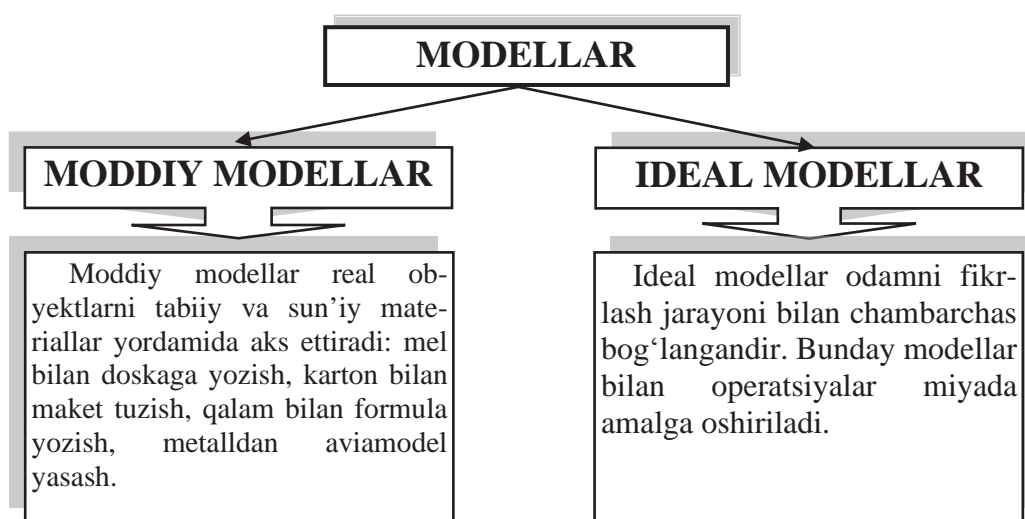 MODELLAR
MODDIY MODELLAR
Moddiy modellar real ob-
yektlarni tabiiy va sun’iy mate-
riallar yordamida aks ettiradi: mel
bilan doskaga yozish, karton bilan
maket tuzish, qalam bilan formula
yozish, metalldan aviamodel
yasash.
IDEAL MODELLAR
Ideal modellar odamni fikr-
lash jarayoni bilan chambarchas
bog‘langandir. Bunday modellar
bilan operatsiyalar miyada
amalga oshiriladi.